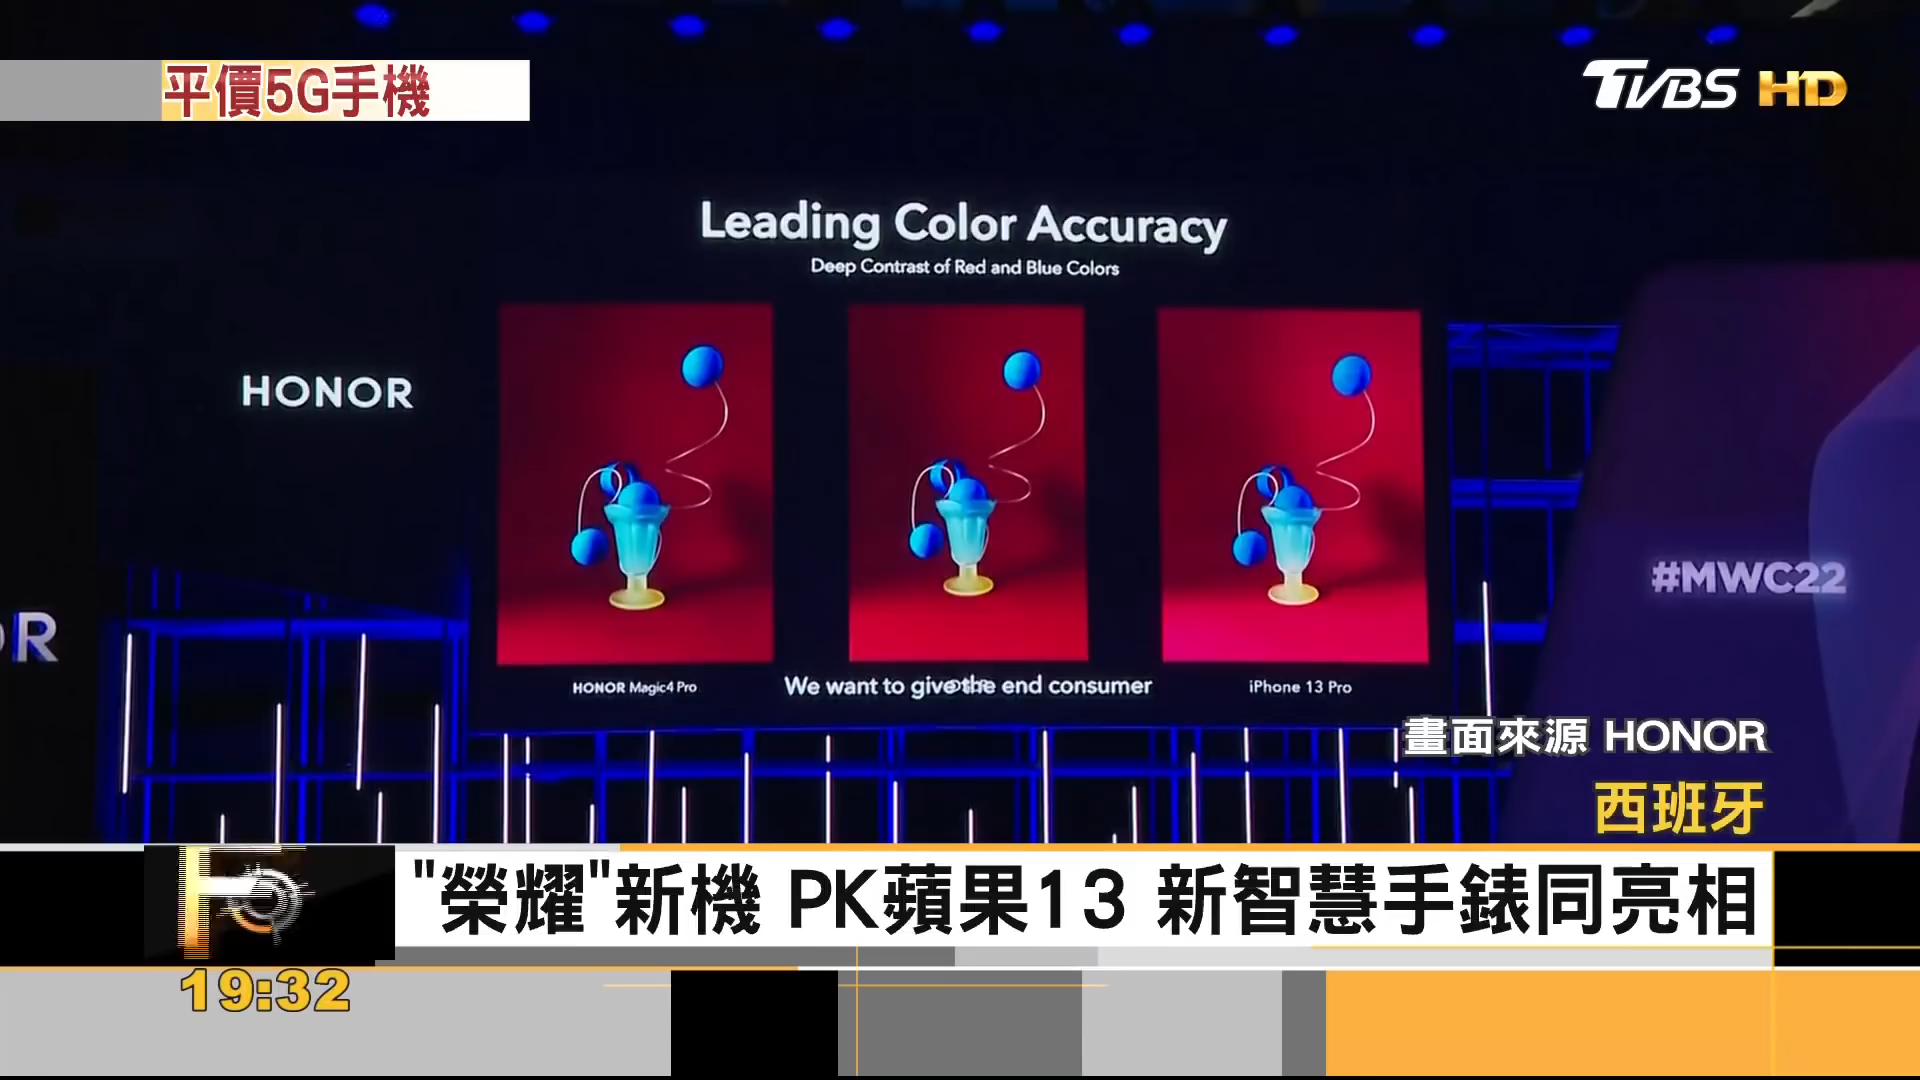 平價5G手機
TVBS HD
Leading Color Accuracy
Deep Contrast of Red and Blue Colors
HONOR
#MWC22
R
HONOR Magic4 Pro
We want to give the end consumer
iPhone 13 Pro
畫面來源 HONOR
西班牙
"榮耀"新機 PK蘋果13 新智慧手錶同亮相
19:32